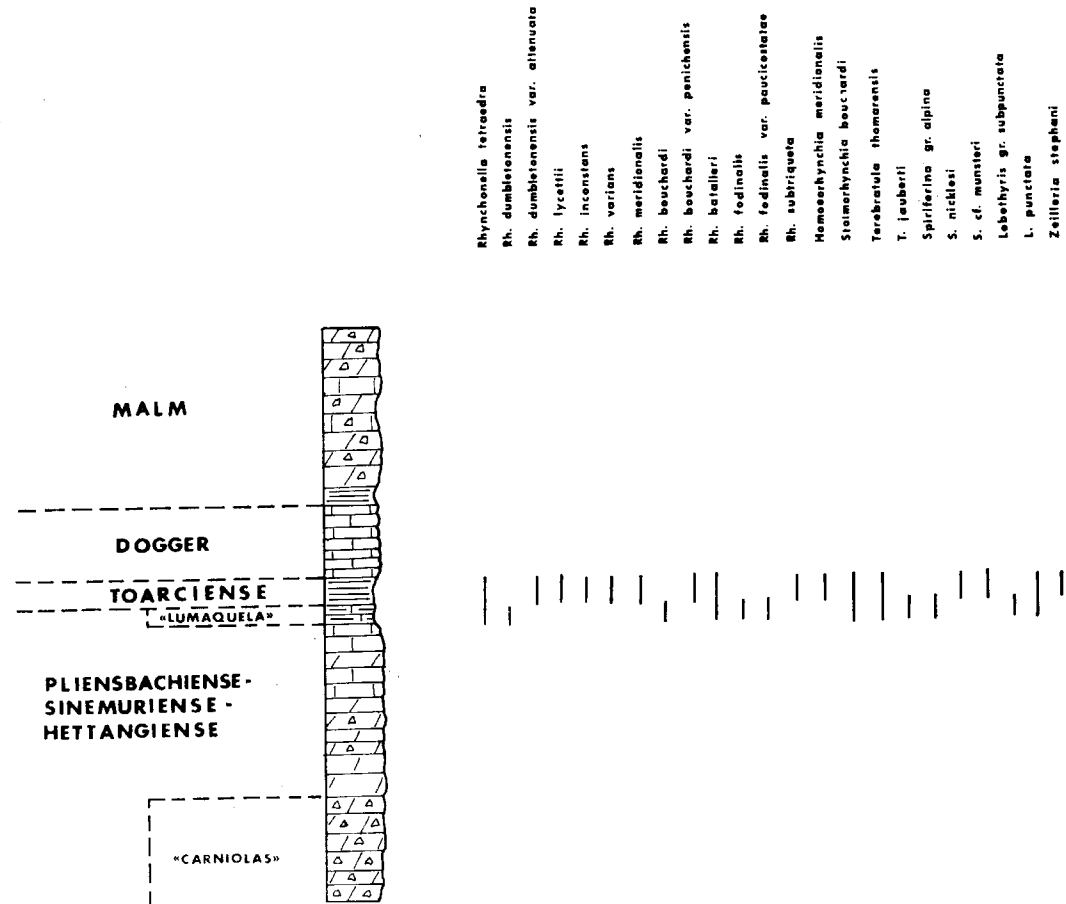 Rhynchonella tetraedra
Rh. dumbletonensis
Rh. dumbletonensis var. attenuata
Rh. lycettii
Rh. inconstans
Rh. varians
Rh. meridionalis
Rh. bouchardi
Rh. bouchardi var. penichensis
Rh. batalleri
Rh. fodinalis
Rh. fodinalis var. paucicostatae
Rh. subtriqueta
Homoeorhynchia meridionalis
Stolmorhynchia bouchardi
Terebratula thomarensis
T. jauberti
Spiriferina gr. alpina
S. nicklesi
S. cf. munsteri
Lobothyris gr. subpunctata
L. punctata
Zeilleria stephani
MALM
DOGGER
TOARCIENSE
«LUMAQUELA»
PLIENSBACHIENSE-
SINEMURIENSE -
HETTANGIENSE
«CARNIOLAS»